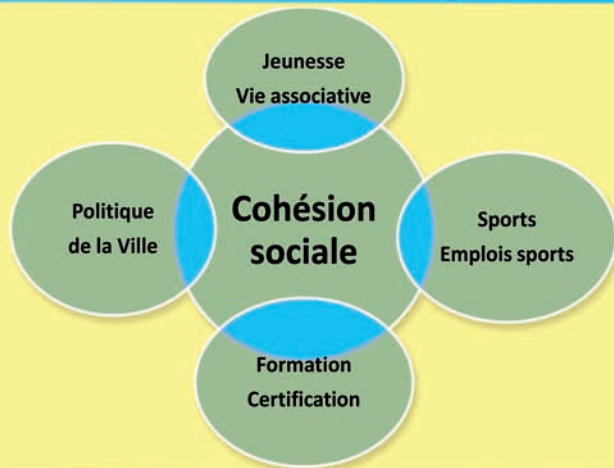 Jeunesse
Vie associative
Politique
de la Ville
Cohésion
sociale
Sports
Emplois sports
Formation
Certification